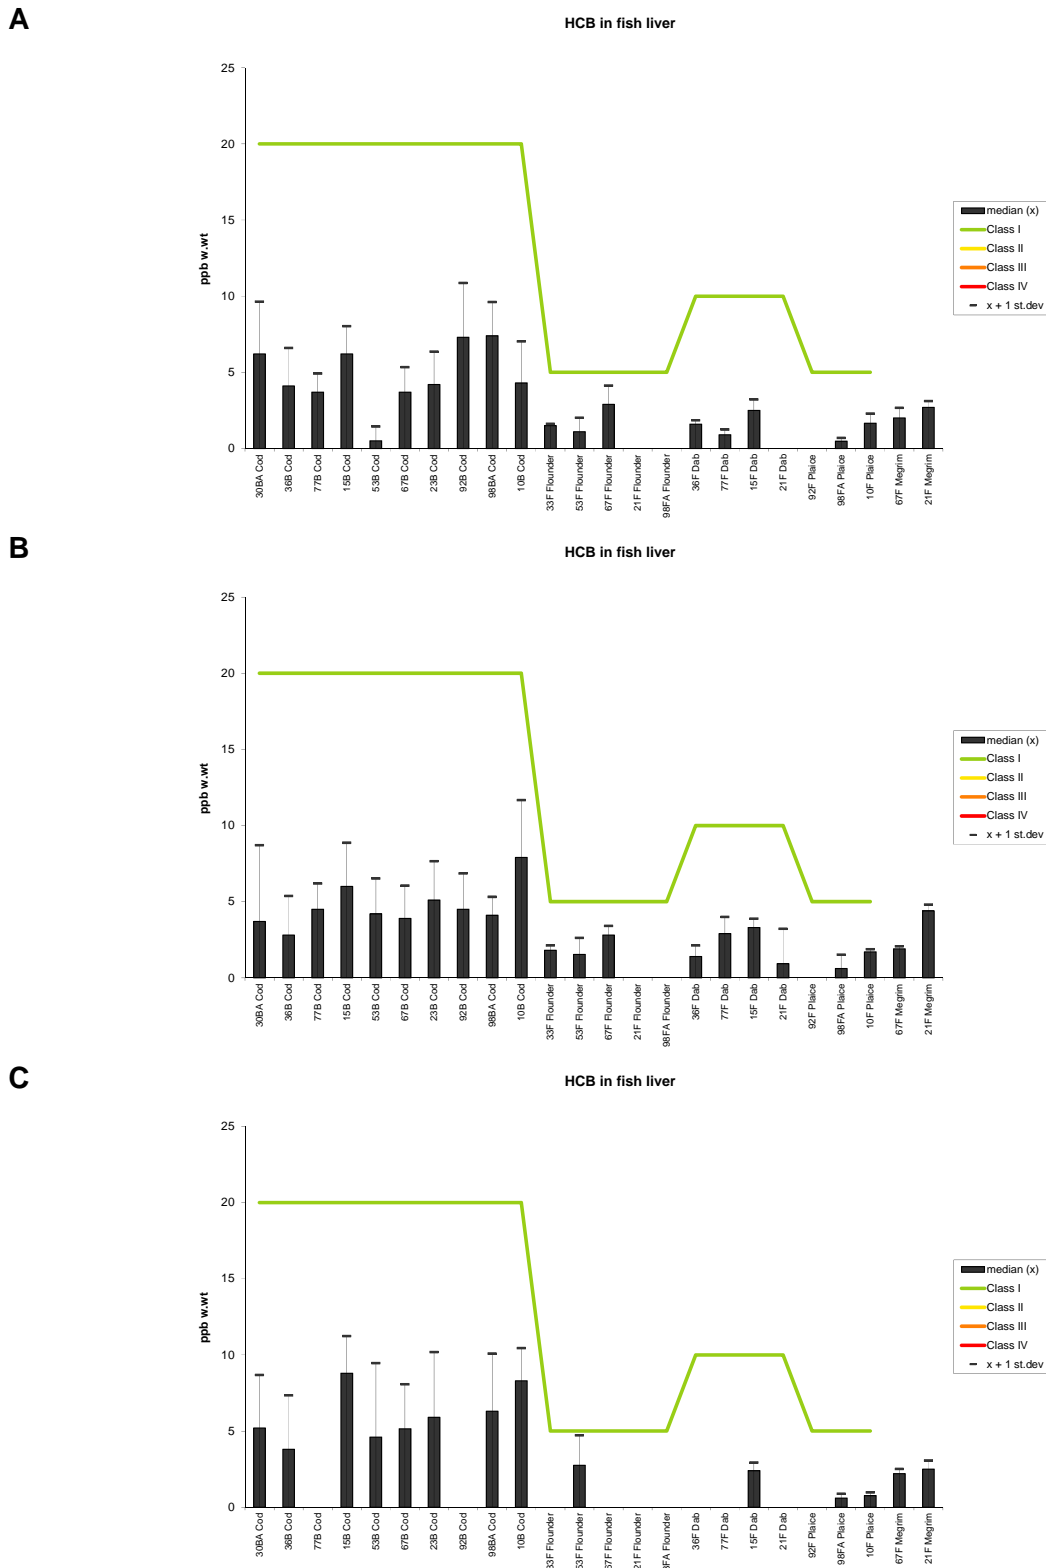 A
HCB in fish liver
25
20
15
10
5
0
ppb w.wt
30BA Cod
36B Cod
77B Cod
15B Cod
53B Cod
67B Cod
23B Cod
92B Cod
98BA Cod
10B Cod
33F Flounder
53F Flounder
67F Flounder
21F Flounder
98FA Flounder
36F Dab
77F Dab
15F Dab
21F Dab
92F Plaice
98FA Plaice
10F Plaice
67F Megrim
21F Megrim
median (x)
Class I
Class II
Class III
Class IV
x + 1 st.dev
B
HCB in fish liver
25
20
15
10
5
0
ppb w.wt
30BA Cod
36B Cod
77B Cod
15B Cod
53B Cod
67B Cod
23B Cod
92B Cod
98BA Cod
10B Cod
33F Flounder
53F Flounder
67F Flounder
21F Flounder
98FA Flounder
36F Dab
77F Dab
15F Dab
21F Dab
92F Plaice
98FA Plaice
10F Plaice
67F Megrim
21F Megrim
median (x)
Class I
Class II
Class III
Class IV
x + 1 st.dev
C
HCB in fish liver
25
20
15
10
5
0
ppb w.wt
30BA Cod
36B Cod
77B Cod
15B Cod
53B Cod
67B Cod
23B Cod
92B Cod
98BA Cod
10B Cod
33F Flounder
53F Flounder
67F Flounder
21F Flounder
98FA Flounder
36F Dab
77F Dab
15F Dab
21F Dab
92F Plaice
98FA Plaice
10F Plaice
67F Megrim
21F Megrim
median (x)
Class I
Class II
Class III
Class IV
x + 1 st.dev